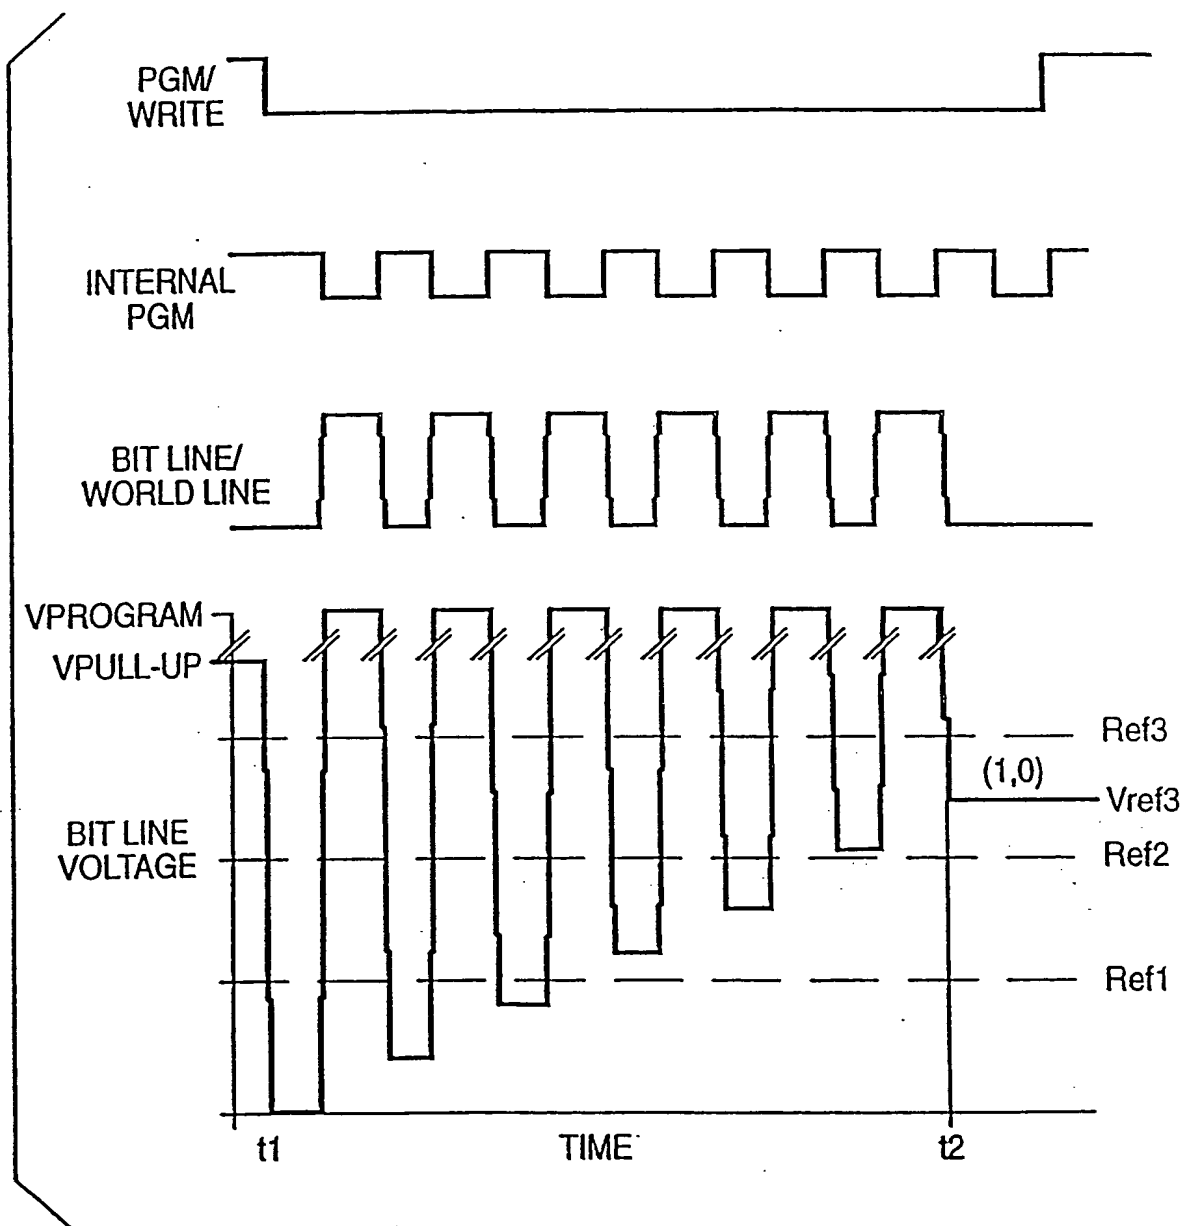 PGM/
WRITE
INTERNAL
PGM
BIT LINE/
WORLD LINE
VPROGRAM
VPULL-UP
Ref3
(1,0)
Vref3
BIT LINE
VOLTAGE
Ref2
Ref1
t1
TIME
t2